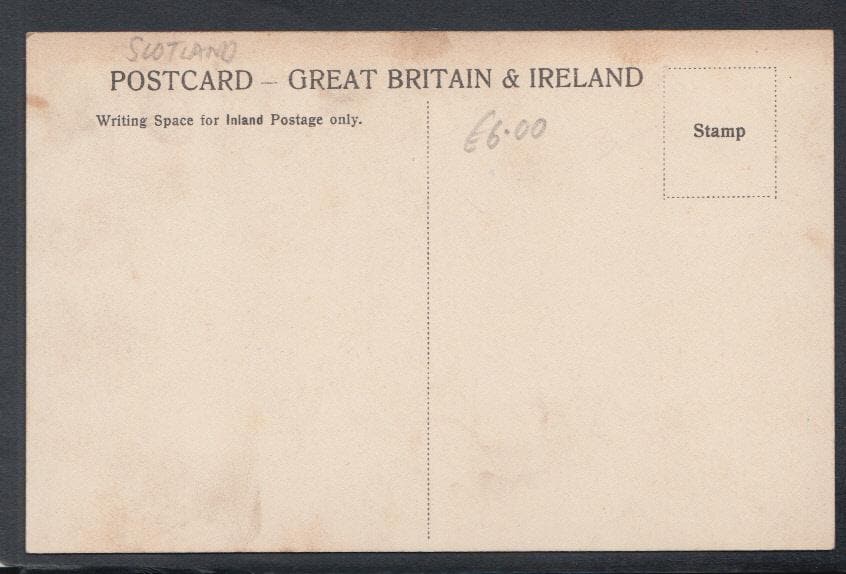 SCOTLAND
POSTCARD – GREAT BRITAIN & IRELAND
Writing Space for Inland Postage only.
£6.00
Stamp